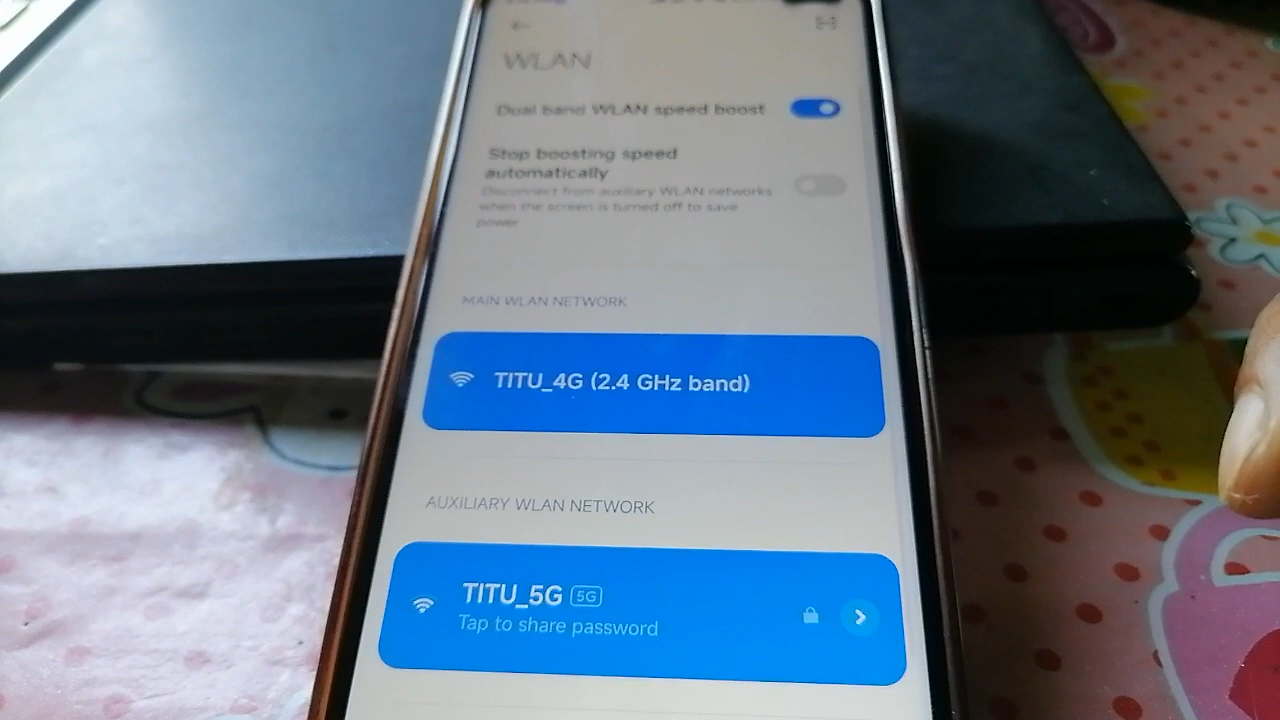 WLAN
Dual band WLAN speed boost
Stop boosting speed
automatically
Disconnect from auxiliary WLAN networks
when the screen is turned off to save
power
MAIN WLAN NETWORK
TITU_4G (2.4 GHz band)
AUXILIARY WLAN NETWORK
TITU_5G 5G
Tap to share password